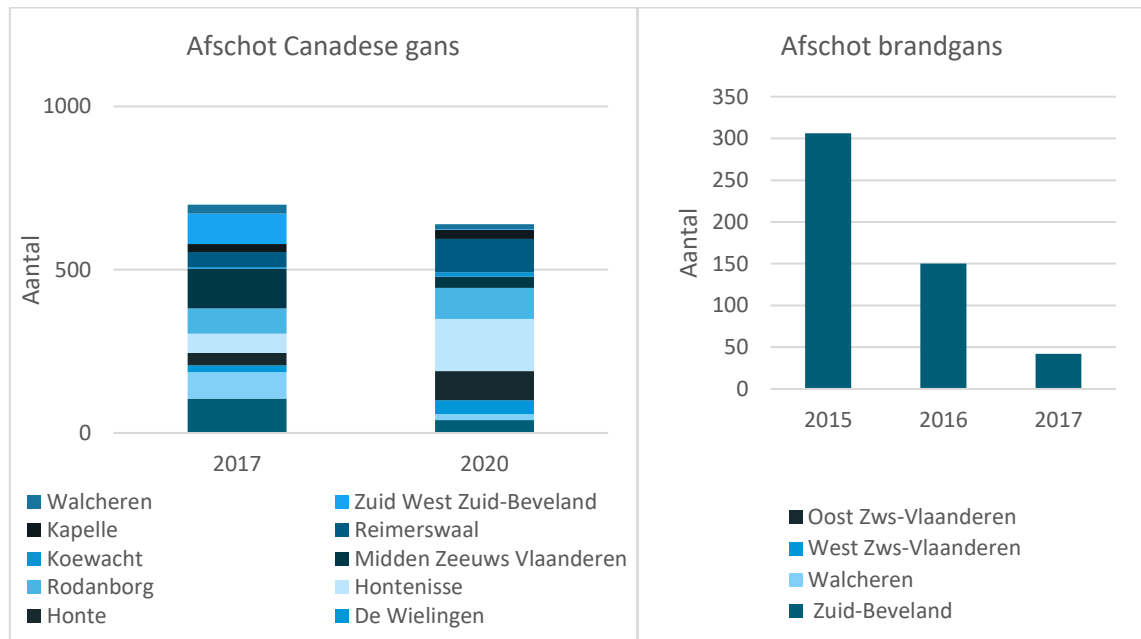 Afschot Canadese gans
1000
500
0
Aantal
2017 2020
Walcheren Zuid West Zuid-Beveland
Kapelle Reimerswaal
Koewacht Midden Zeeuws Vlaanderen
Rodanborg Hontenisse
Honte De Wielingen
Afschot brandgans
350
300
250
200
150
100
50
0
Aantal
2015 2016 2017
Oost Zws-Vlaanderen
West Zws-Vlaanderen
Walcheren
Zuid-Beveland